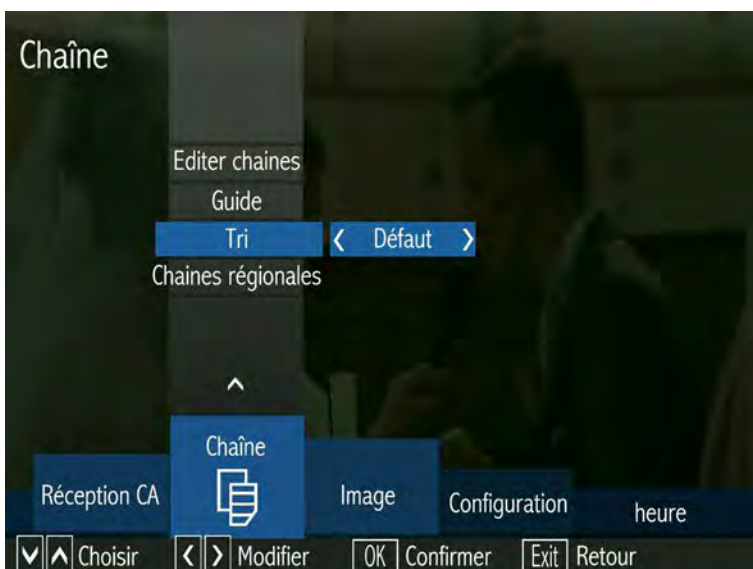 Chaîne
Editer chaines
Guide
Tri
Défaut
Chaines régionales
Chaîne
Réception CA
Image
Configuration
heure
Choisir
Modifier
OK Confirmer
Exit Retour